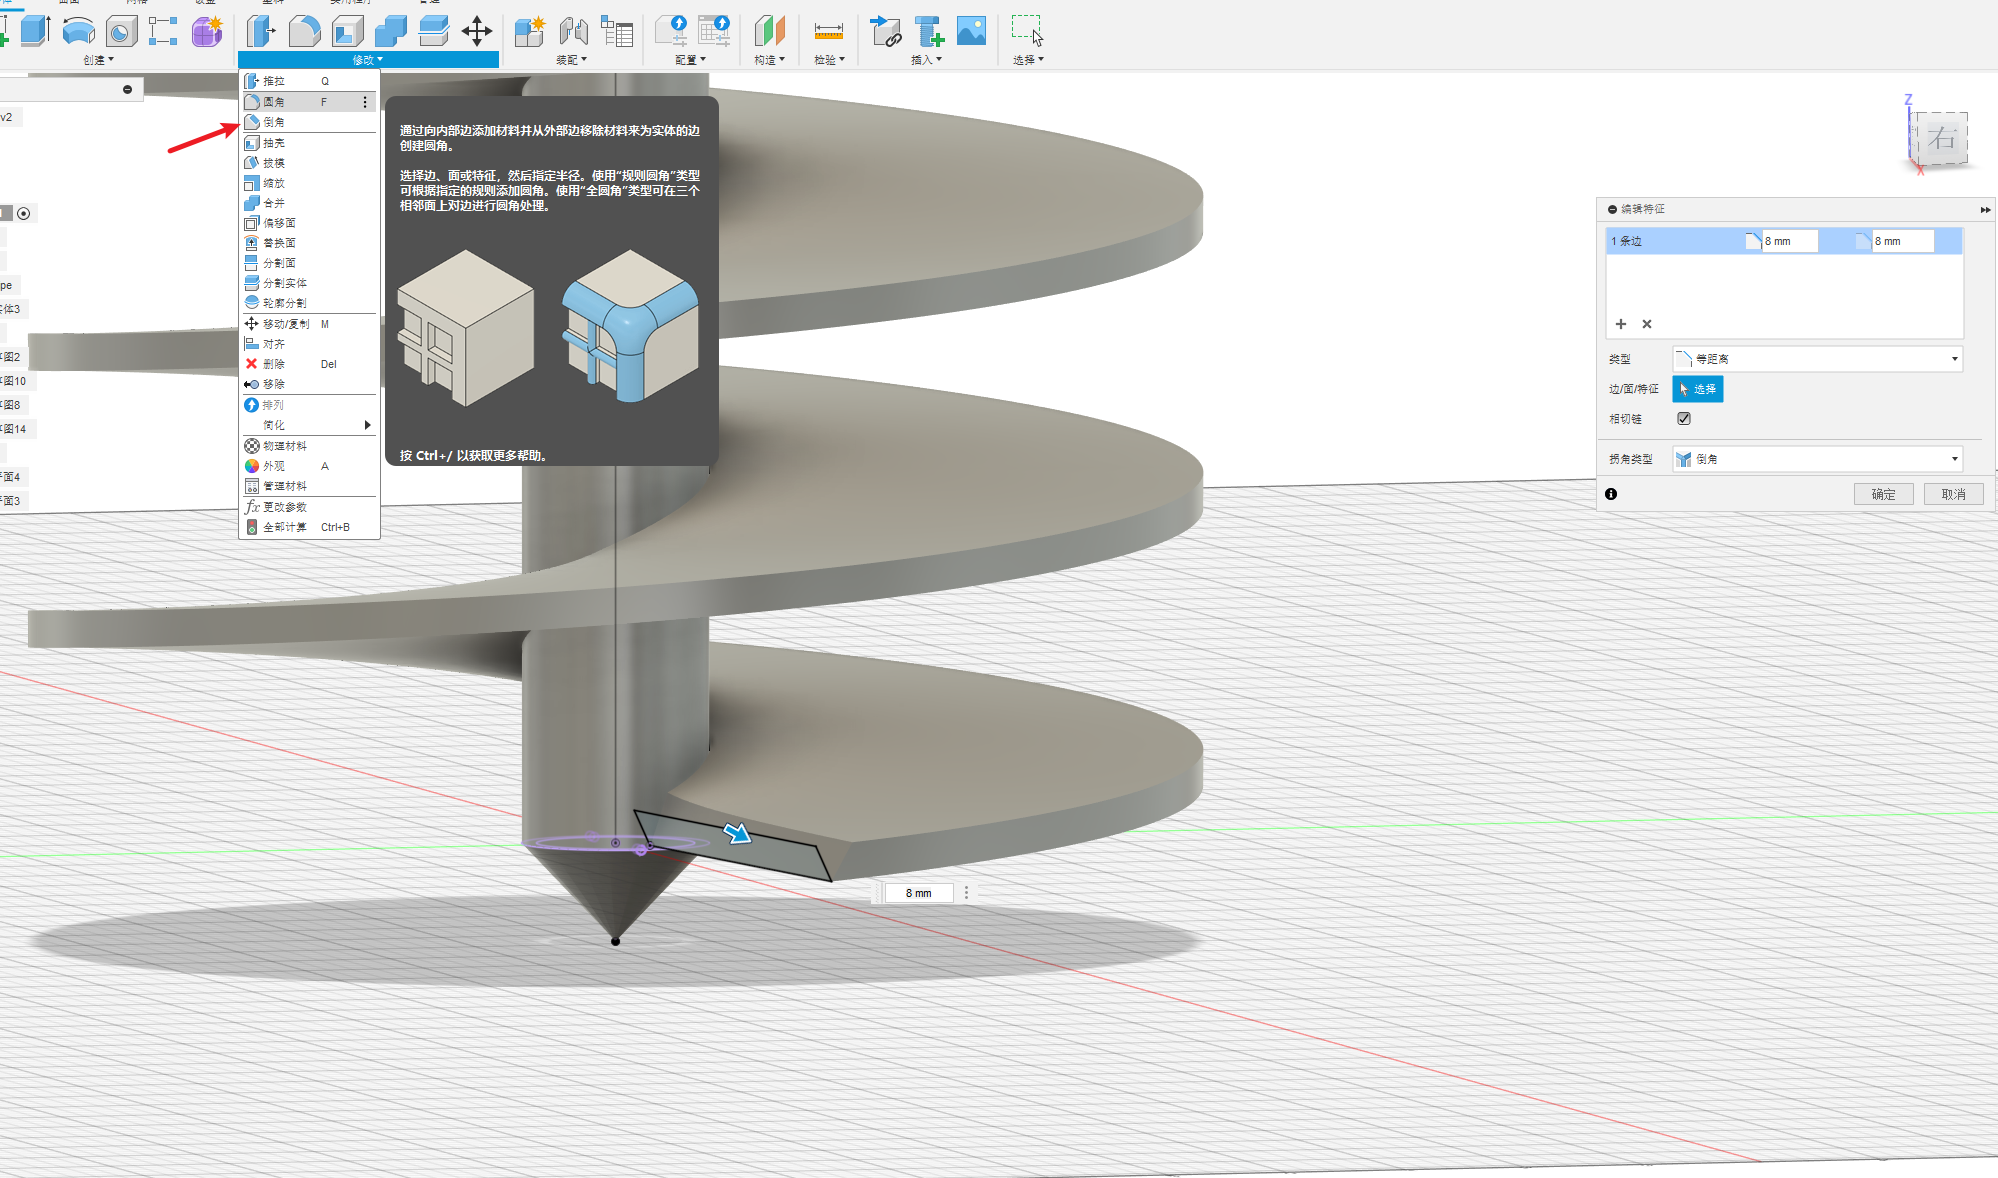 创建▾
修改▾
装配▾
配置▾
构造▾
检验▾
插入▾
选择▾
v2
pe
实体3
图2
图10
图8
图14
面4
面3
推拉 Q
圆角 F
倒角
抽壳
拔模
缩放
合并
偏移面
替换面
分割面
分割实体
轮廓分割
移动/复制 M
对齐
删除 Del
移除
排列
简化
物理材料
外观 A
管理材料
更改参数
全部计算 Ctrl+B
通过向内部边添加材料并从外部边移除材料来为实体的边
创建圆角。
选择边、面或特征，然后指定半径。使用“规则圆角”类型
可根据指定的规则添加圆角。使用“全圆角”类型可在三个
相邻面上对边进行圆角处理。
按 Ctrl+/ 以获取更多帮助。
Z
右
X
编辑特征
1 条边 8 mm 8 mm
类型 等距离
边/面/特征 选择
相切链
拐角类型 倒角
确定 取消
8 mm